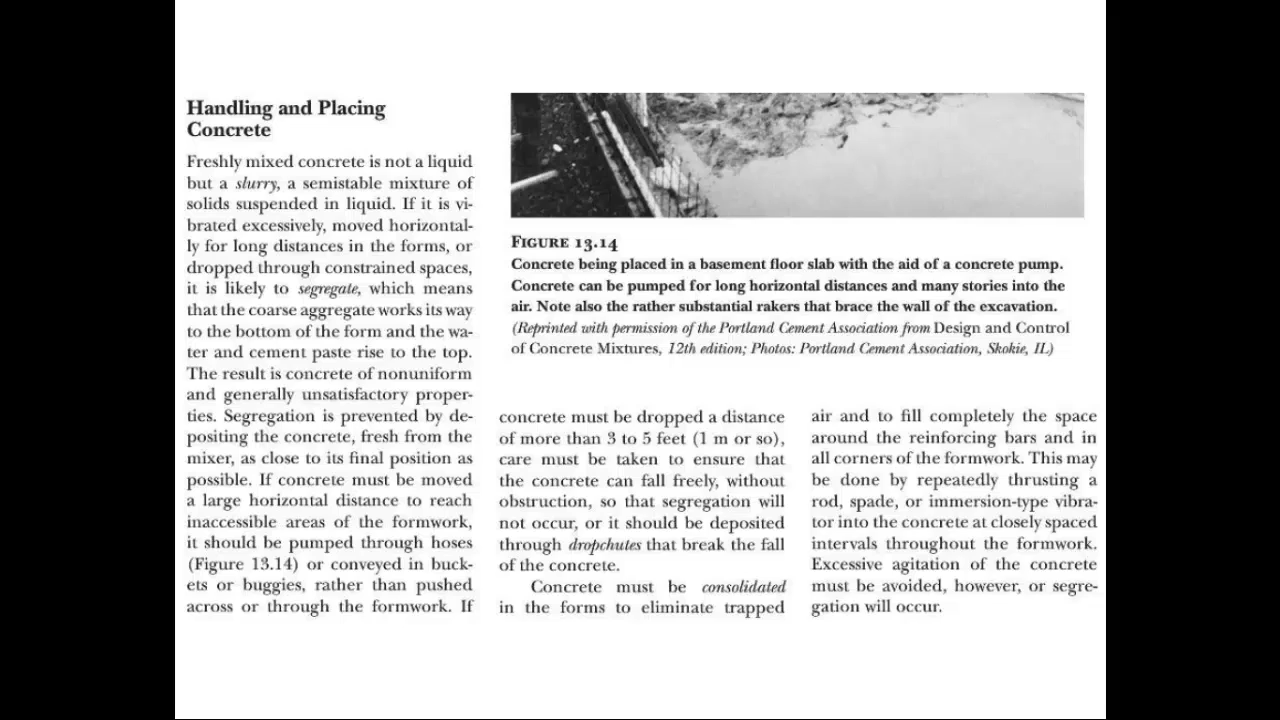 Handling and Placing
Concrete
Freshly mixed concrete is not a liquid
but a slurry, a semistable mixture of
solids suspended in liquid. If it is vi-
brated excessively, moved horizontal-
ly for long distances in the forms, or
dropped through constrained spaces,
it is likely to segregate, which means
that the coarse aggregate works its way
to the bottom of the form and the wa-
ter and cement paste rise to the top.
The result is concrete of nonuniform
and generally unsatisfactory proper-
ties. Segregation is prevented by de-
positing the concrete, fresh from the
mixer, as close to its final position as
possible. If concrete must be moved
a large horizontal distance to reach
inaccessible areas of the formwork,
it should be pumped through hoses
(Figure 13.14) or conveyed in buck-
ets or buggies, rather than pushed
across or through the formwork. If
FIGURE 13.14
Concrete being placed in a basement floor slab with the aid of a concrete pump.
Concrete can be pumped for long horizontal distances and many stories into the
air. Note also the rather substantial rakers that brace the wall of the excavation.
(Reprinted with permission of the Portland Cement Association from Design and Control
of Concrete Mixtures, 12th edition; Photos: Portland Cement Association, Skokie, IL)
concrete must be dropped a distance
of more than 3 to 5 feet (1 m or so),
care must be taken to ensure that
the concrete can fall freely, without
obstruction, so that segregation will
not occur, or it should be deposited
through dropchutes that break the fall
of the concrete.
Concrete must be consolidated
in the forms to eliminate trapped
air and to fill completely the space
around the reinforcing bars and in
all corners of the formwork. This may
be done by repeatedly thrusting a
rod, spade, or immersion-type vibra-
tor into the concrete at closely spaced
intervals throughout the formwork.
Excessive agitation of the concrete
must be avoided, however, or segre-
gation will occur.